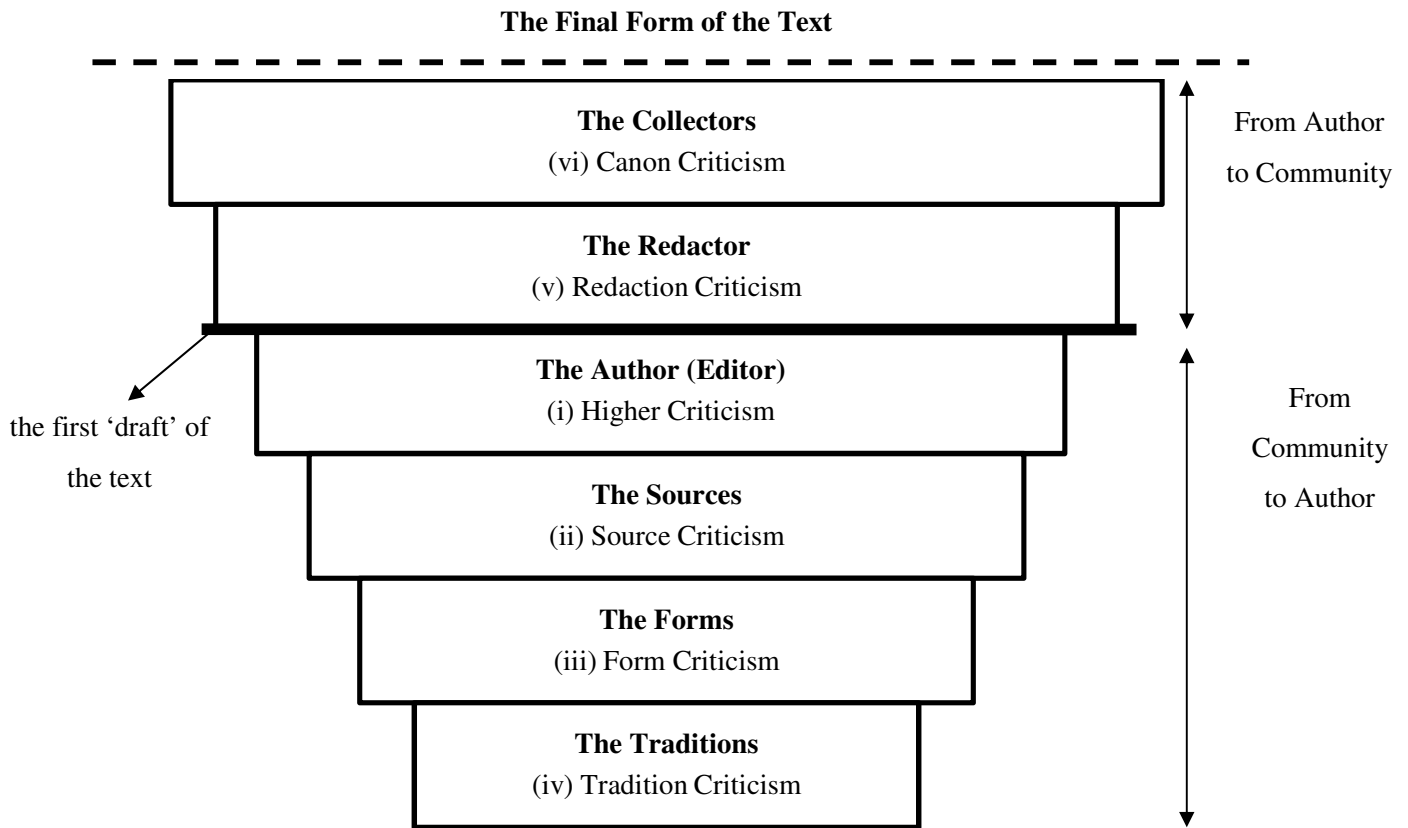 The Final Form of the Text
The Collectors
(vi) Canon Criticism
From Author
to Community
The Redactor
(v) Redaction Criticism
the first ‘draft’ of
the text
The Author (Editor)
(i) Higher Criticism
From
Community
to Author
The Sources
(ii) Source Criticism
The Forms
(iii) Form Criticism
The Traditions
(iv) Tradition Criticism